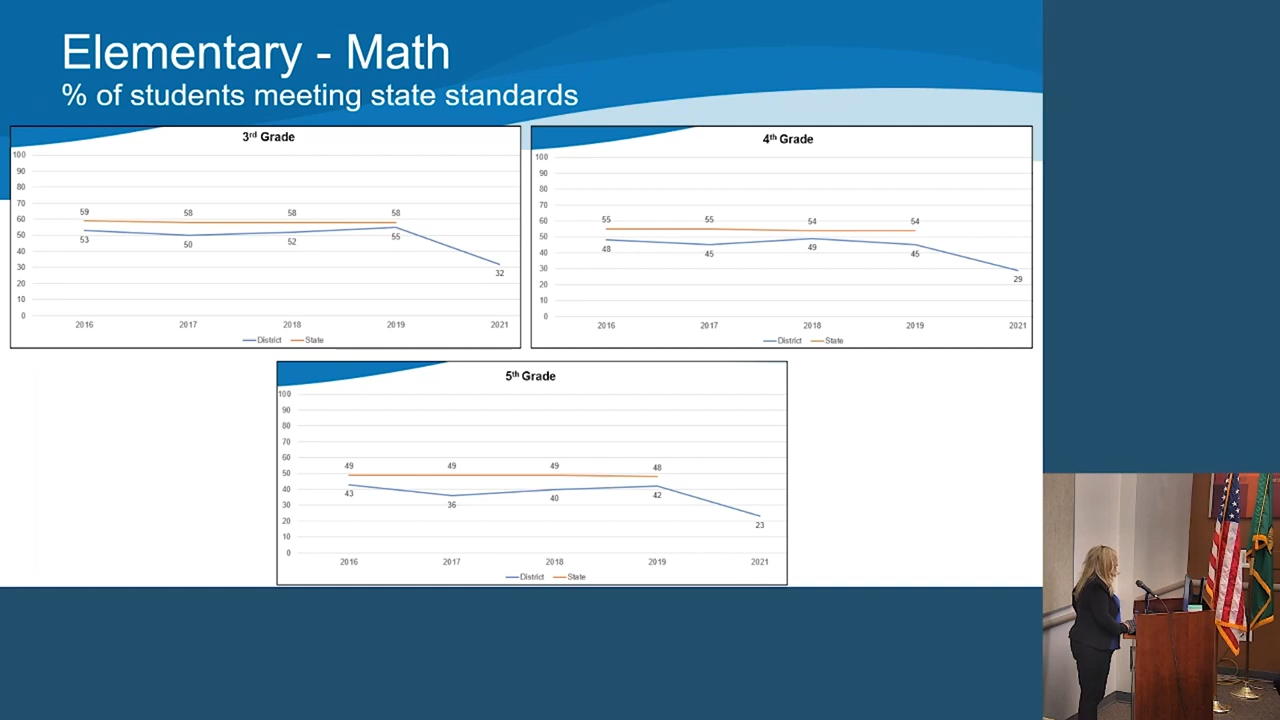 Elementary - Math
% of students meeting state standards
3rd Grade
100
90
80
70
60
50
40
30
20
10
0
59 58 58 58
53 50 52 55 32
2016 2017 2018 2019 2021
District State
4th Grade
100
90
80
70
60
50
40
30
20
10
0
55 55 54 54
48 45 49 45 29
2016 2017 2018 2019 2021
District State
5th Grade
100
90
80
70
60
50
40
30
20
10
0
49 49 49 48
43 36 40 42 23
2016 2017 2018 2019 2021
District State